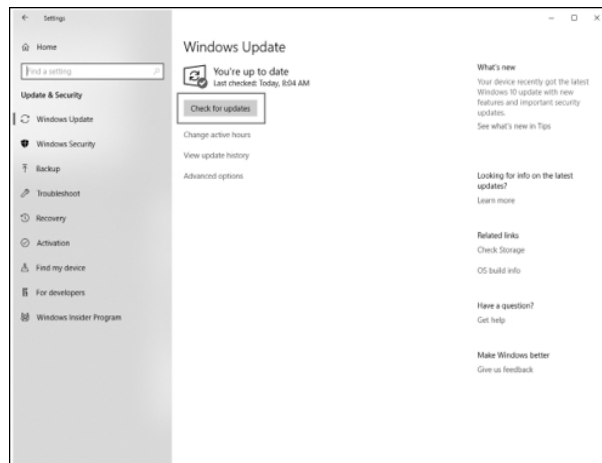 Settings
Home
Find a setting
Update & Security
Windows Update
Windows Security
Backup
Troubleshoot
Recovery
Activation
Find my device
For developers
Windows Insider Program
Windows Update
You're up to date
Last checked: Today, 8:04 AM
Check for updates
Change active hours
View update history
Advanced options
What's new
Your device recently got the latest
Windows 10 update with new
features and important security
updates.
See what's new in Tips
Looking for info on the latest
updates?
Learn more
Related links
Check Storage
OS build info
Have a question?
Get help
Make Windows better
Give us feedback